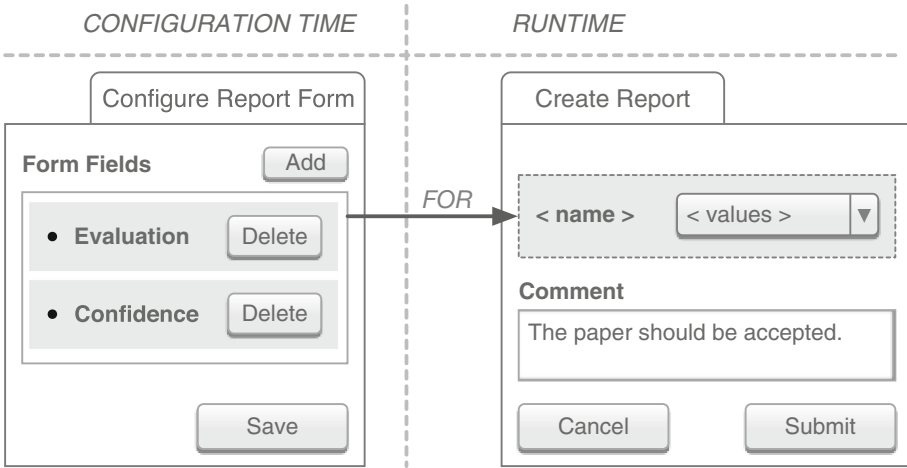 CONFIGURATION TIME
RUNTIME
Configure Report Form
Form Fields
Add
• Evaluation
Delete
• Confidence
Delete
Save
FOR
Create Report
< name >
< values >
Comment
The paper should be accepted.
Cancel
Submit